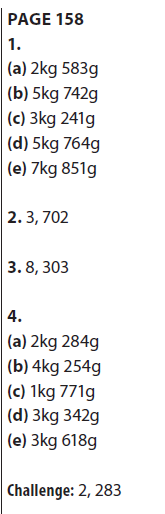 PAGE 158
1.
(a) 2kg 583g
(b) 5kg 742g
(c) 3kg 241g
(d) 5kg 764g
(e) 7kg 851g
2. 3, 702
3. 8, 303
4.
(a) 2kg 284g
(b) 4kg 254g
(c) 1kg 771g
(d) 3kg 342g
(e) 3kg 618g
Challenge: 2, 283